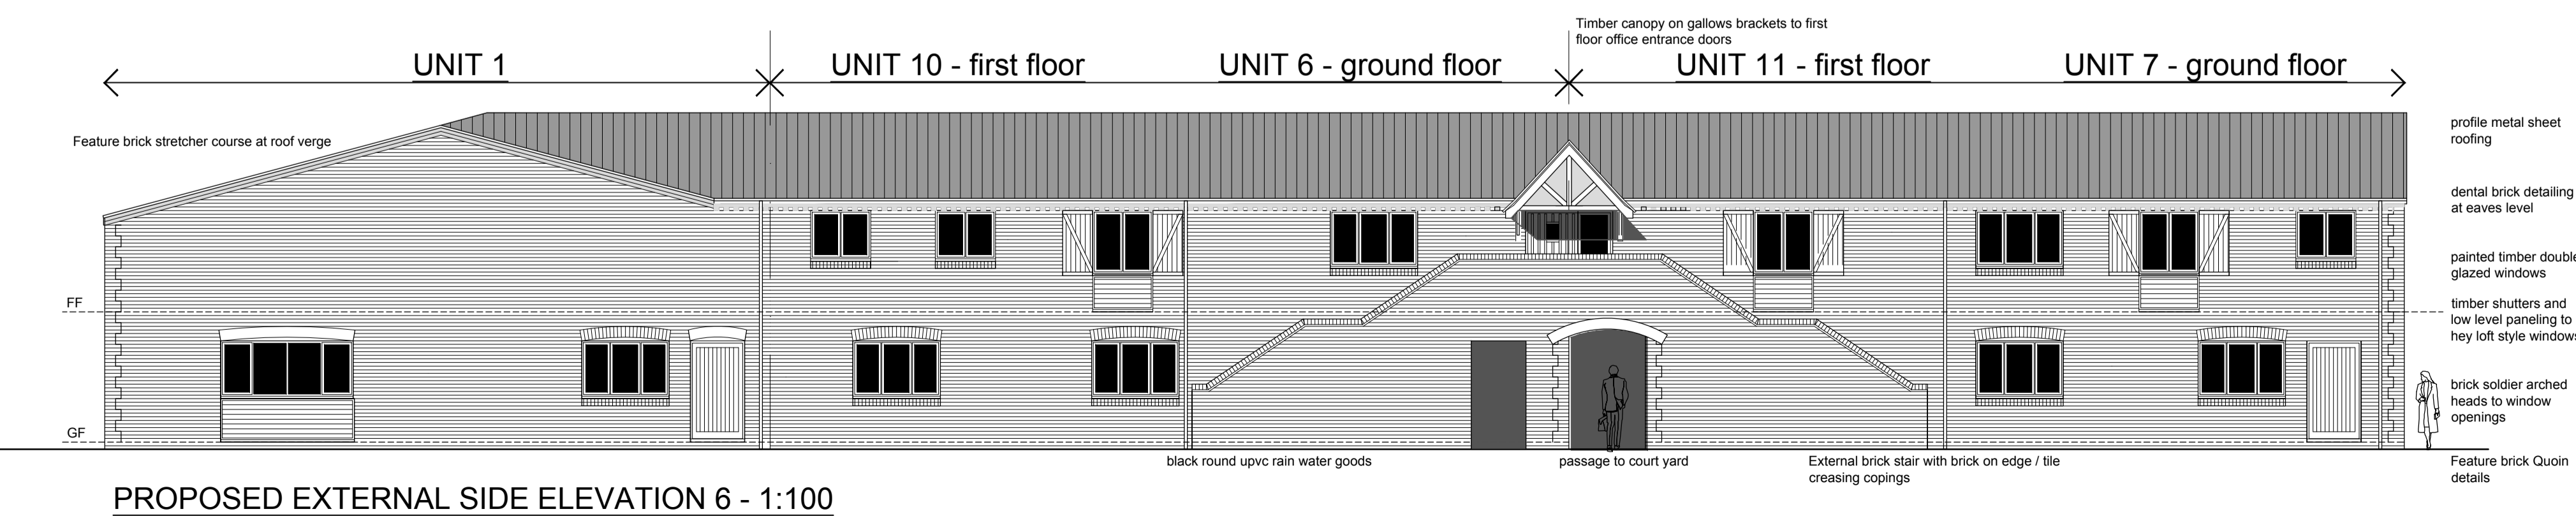 Timber canopy on gallows brackets to first
floor office entrance doors
UNIT 1
UNIT 10 - first floor
UNIT 6 - ground floor
UNIT 11 - first floor
UNIT 7 - ground floor
Feature brick stretcher course at roof verge
profile metal sheet
roofing
dental brick detailing
at eaves level
painted timber double
glazed windows
FF
timber shutters and
low level paneling to
hey loft style windows
brick soldier arched
heads to window
openings
GF
black round upvc rain water goods
passage to court yard
External brick stair with brick on edge / tile
creasing copings
Feature brick Quoin
details
PROPOSED EXTERNAL SIDE ELEVATION 6 - 1:100